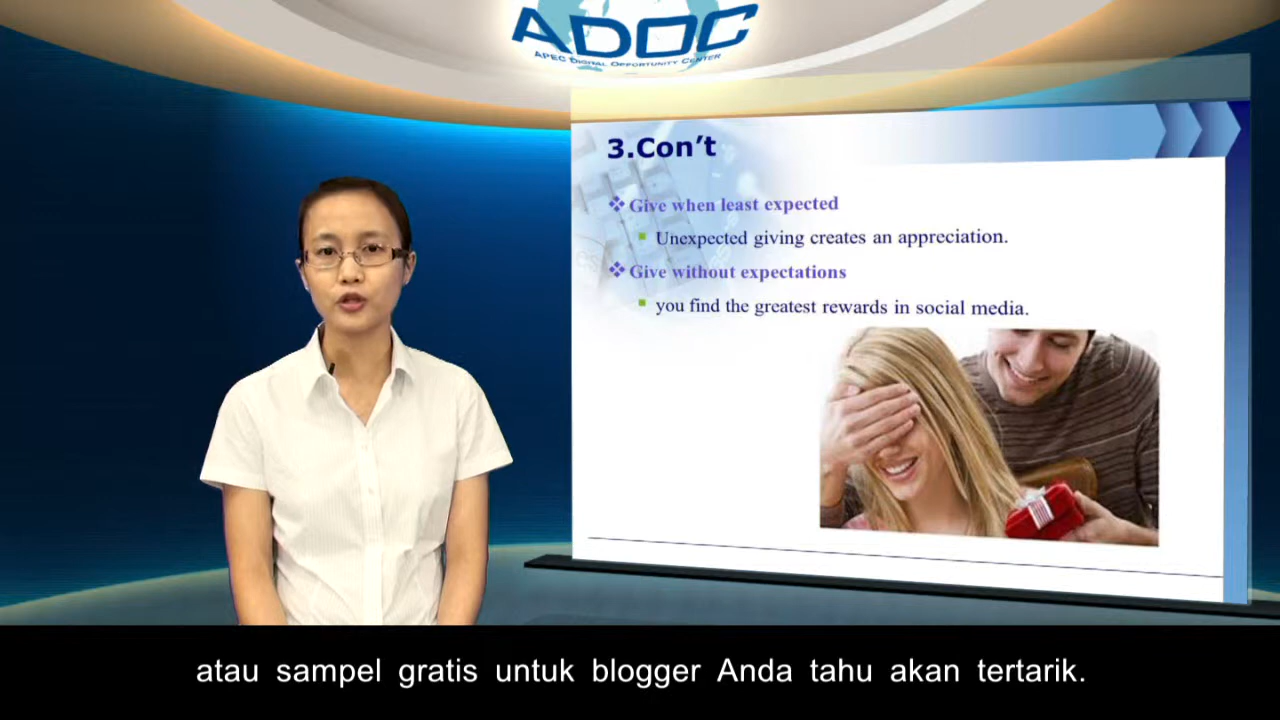 ADOC
APEC DIGITAL OPPORTUNITY CENTER
3.Con't
Give when least expected
Unexpected giving creates an appreciation.
Give without expectations
you find the greatest rewards in social media.
atau sampel gratis untuk blogger Anda tahu akan tertarik.